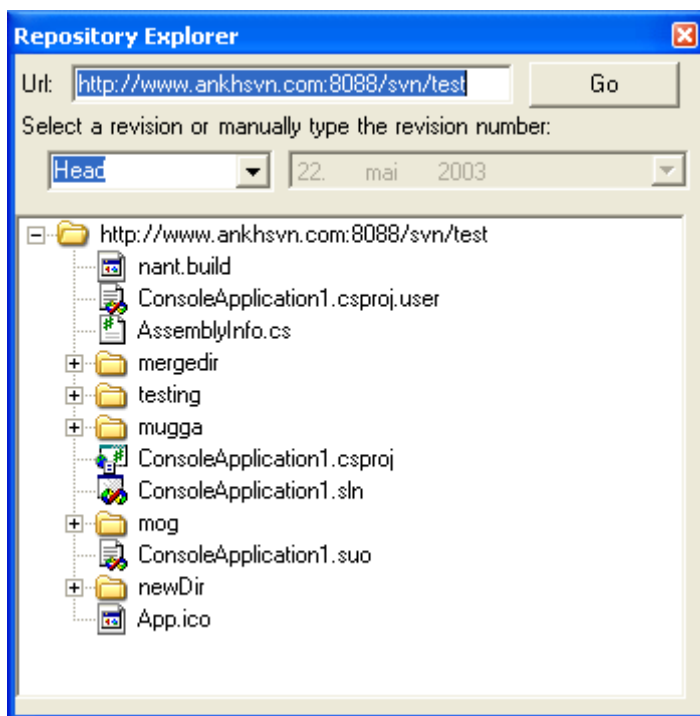 Repository Explorer
Url: http://www.ankhsvn.com:8088/svn/test Go
Select a revision or manually type the revision number:
Head 22. mai 2003
http://www.ankhsvn.com:8088/svn/test
nant.build
ConsoleApplication1.csproj.user
AssemblyInfo.cs
mergedir
testing
mugga
ConsoleApplication1.csproj
ConsoleApplication1.sln
mog
ConsoleApplication1.suo
newDir
App.ico